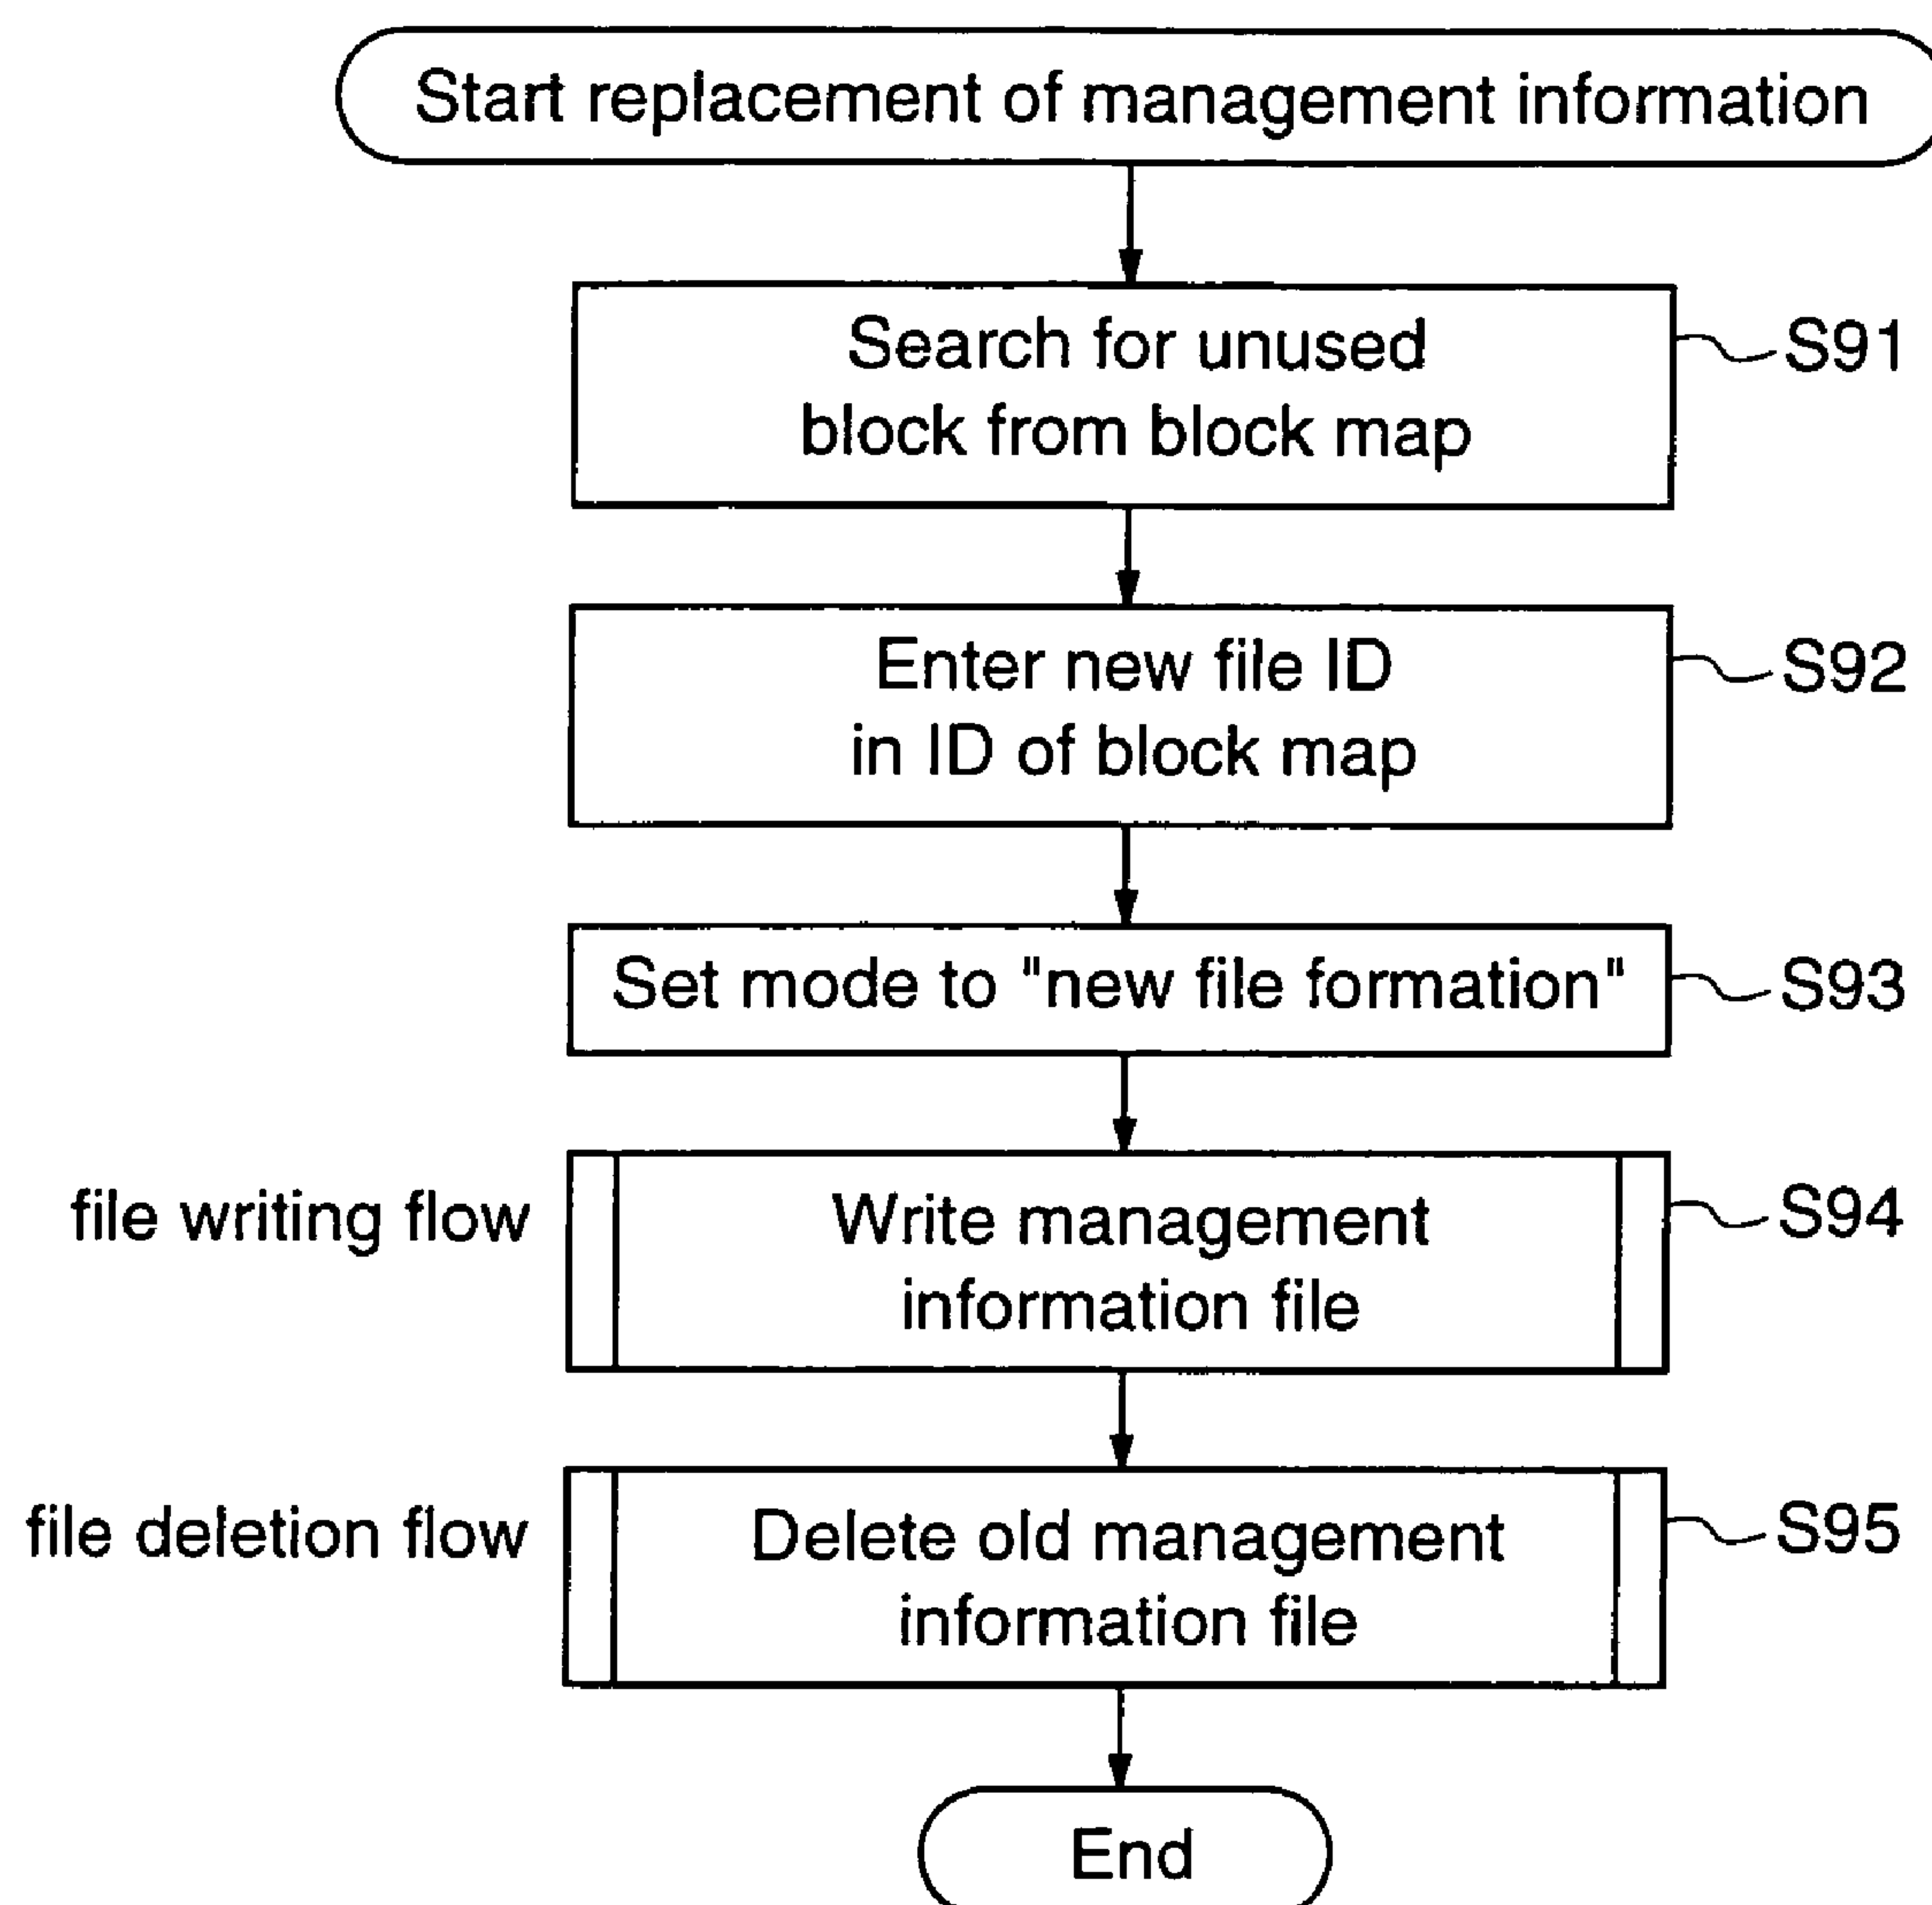 Start replacement of management information
Search for unused
block from block map
S91
Enter new file ID
in ID of block map
S92
Set mode to "new file formation"
S93
file writing flow
Write management
information file
S94
file deletion flow
Delete old management
information file
S95
End